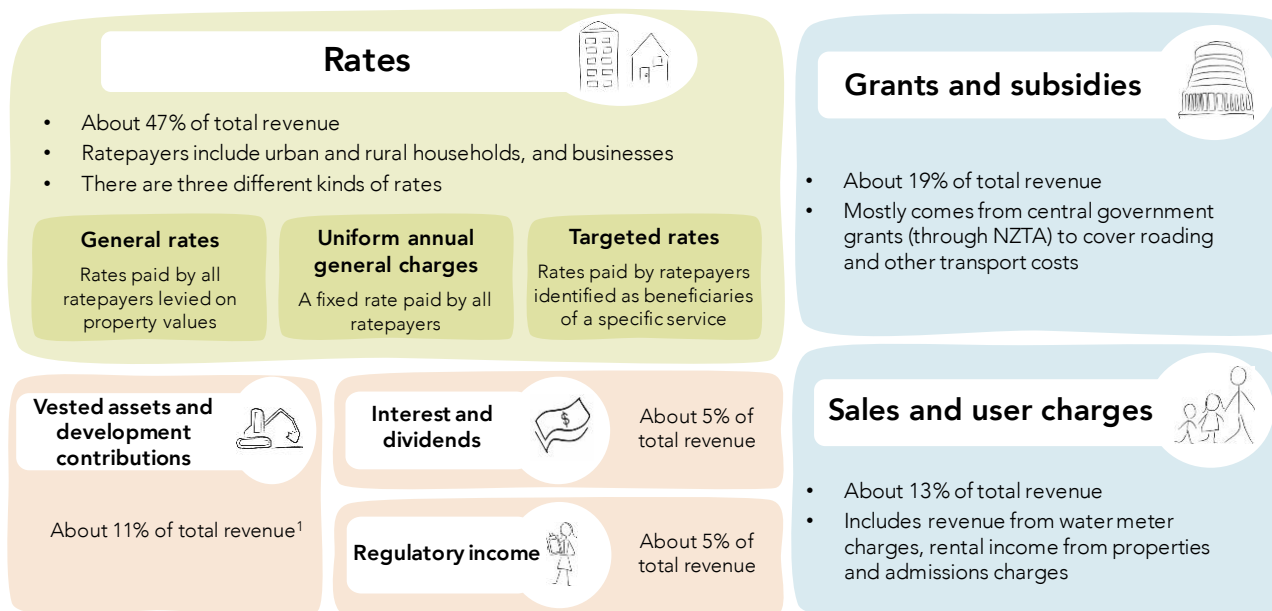 Rates
• About 47% of total revenue
• Ratepayers include urban and rural households, and businesses
• There are three different kinds of rates
General rates
Rates paid by all
ratepayers levied on
property values
Uniform annual
general charges
A fixed rate paid by all
ratepayers
Targeted rates
Rates paid by ratepayers
identified as beneficiaries
of a specific service
Grants and subsidies
• About 19% of total revenue
• Mostly comes from central government
grants (through NZTA) to cover roading
and other transport costs
Vested assets and
development
contributions
About 11% of total revenue¹
Interest and
dividends
$
About 5% of
total revenue
Regulatory income
About 5% of
total revenue
Sales and user charges
• About 13% of total revenue
• Includes revenue from water meter
charges, rental income from properties
and admissions charges